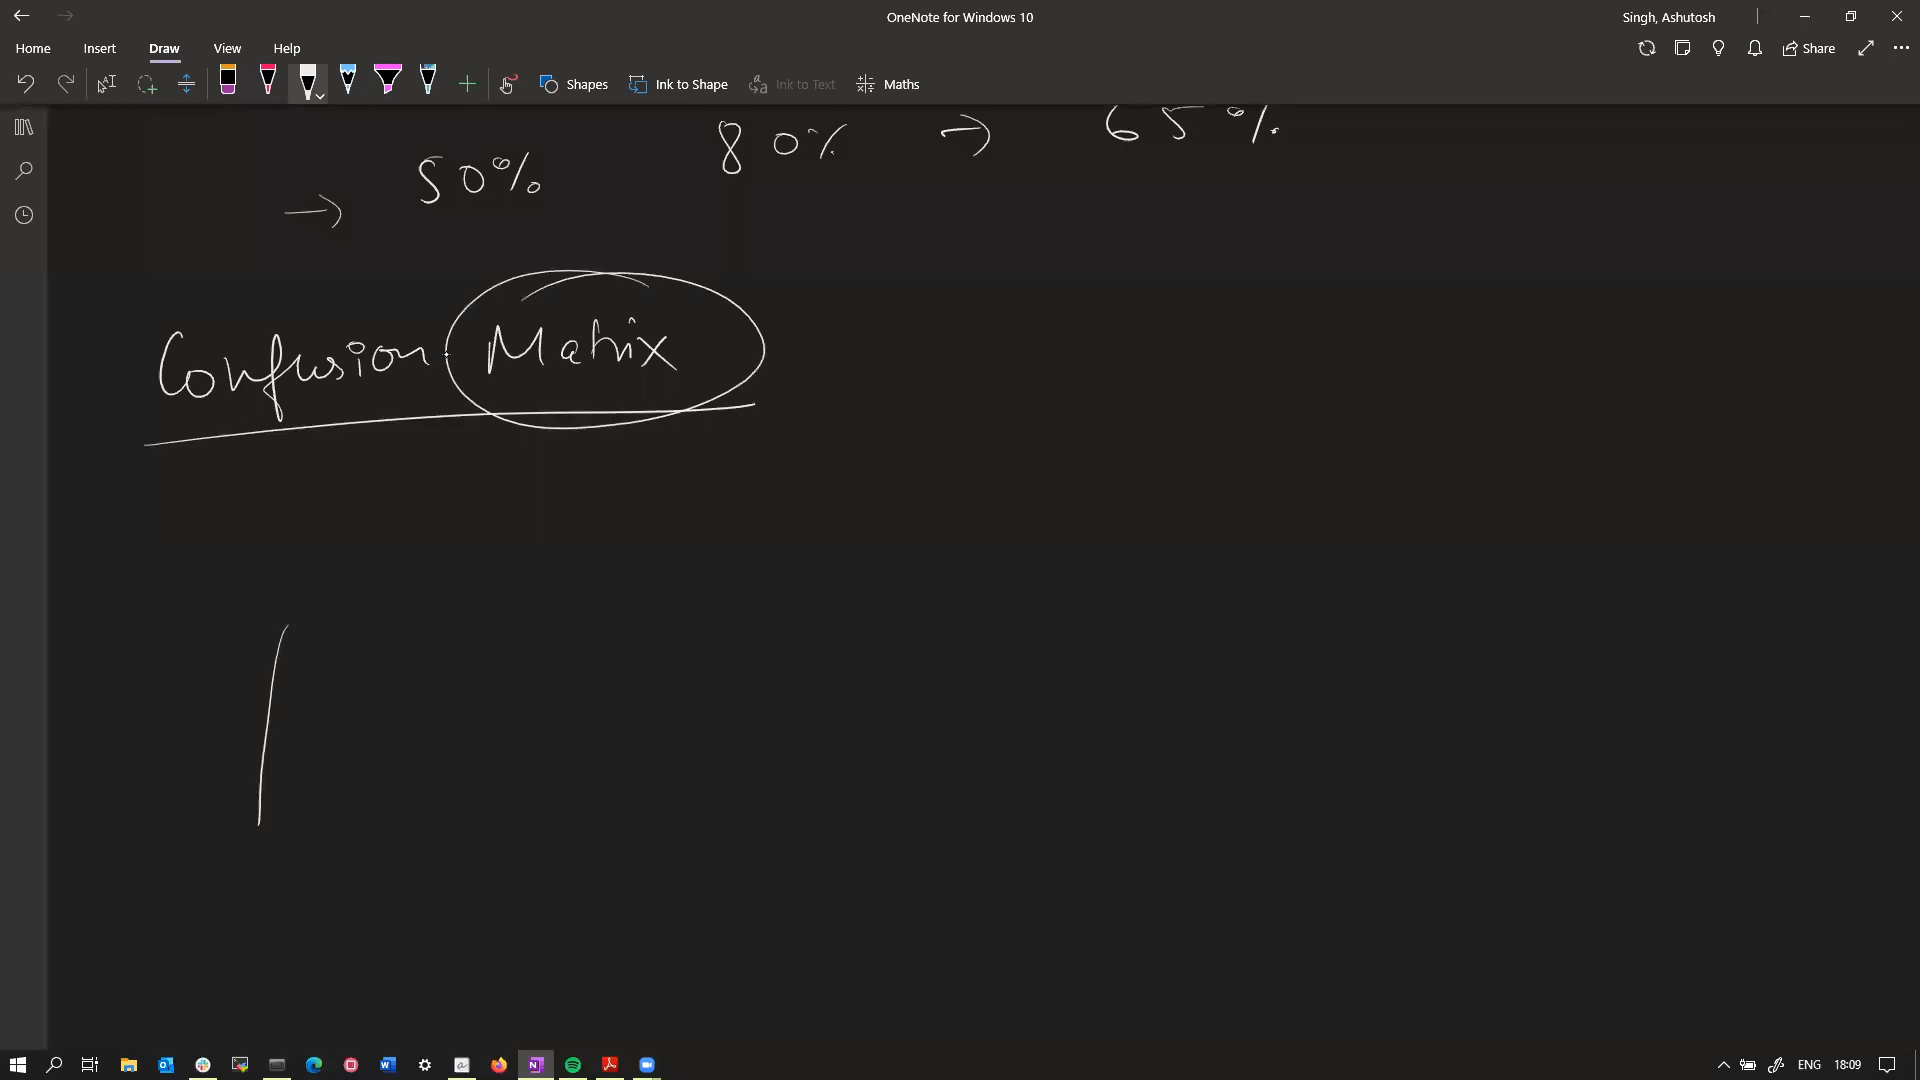 OneNote for Windows 10
Singh, Ashutosh
Home Insert Draw View Help
Share
Shapes Ink to Shape Ink to Text Maths
50% 80% → 65%
→
Confusion Matrix
ENG 18:09